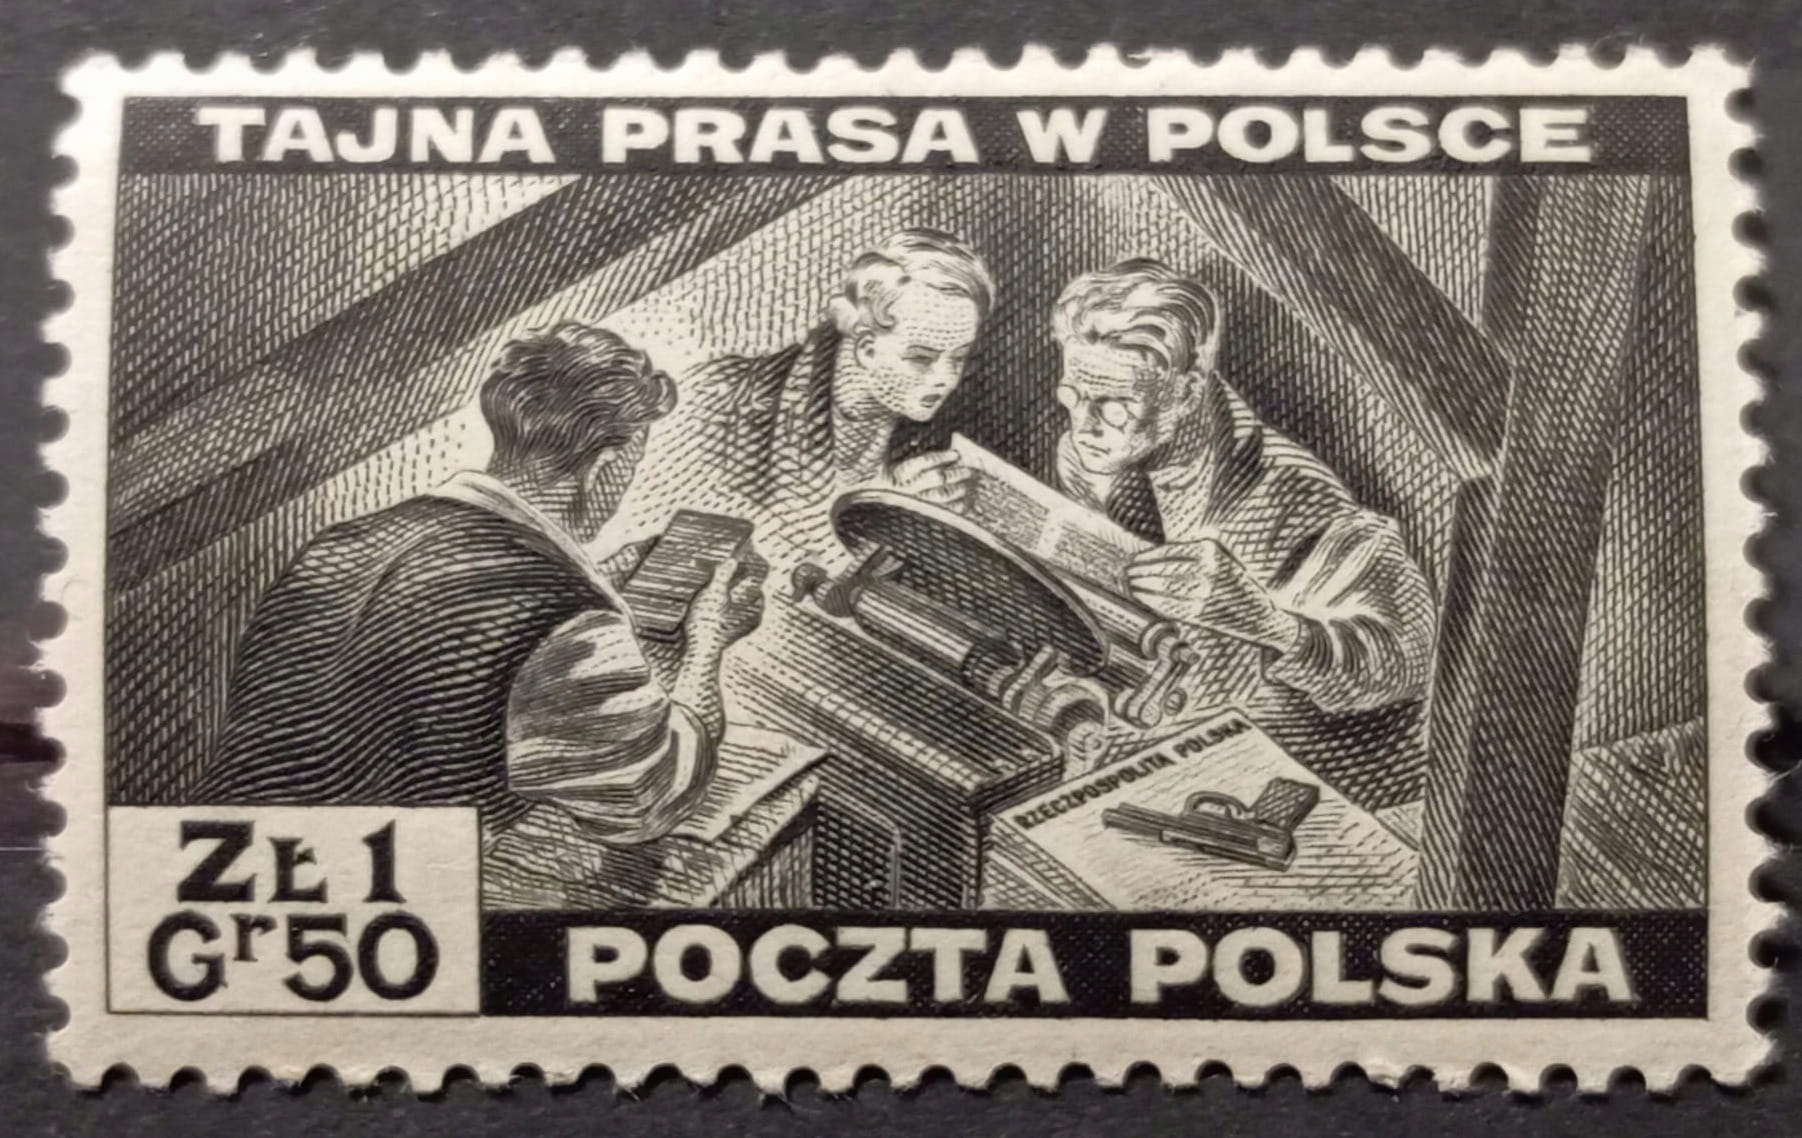 TAJNA PRASA W POLSCE
RZECZPOSPOLITA POLSKA
ZŁ 1
Gr 50
POCZTA POLSKA